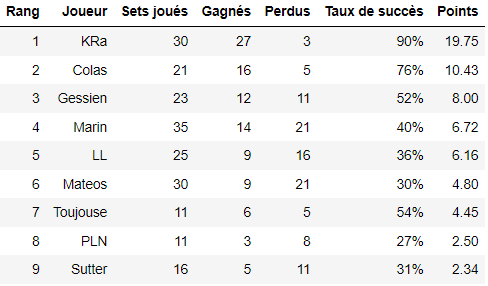 Rang Joueur Sets joués Gagnés Perdus Taux de succès Points
1 KRa 30 27 3 90% 19.75
2 Colas 21 16 5 76% 10.43
3 Gessien 23 12 11 52% 8.00
4 Marin 35 14 21 40% 6.72
5 LL 25 9 16 36% 6.16
6 Mateos 30 9 21 30% 4.80
7 Toujouse 11 6 5 54% 4.45
8 PLN 11 3 8 27% 2.50
9 Sutter 16 5 11 31% 2.34